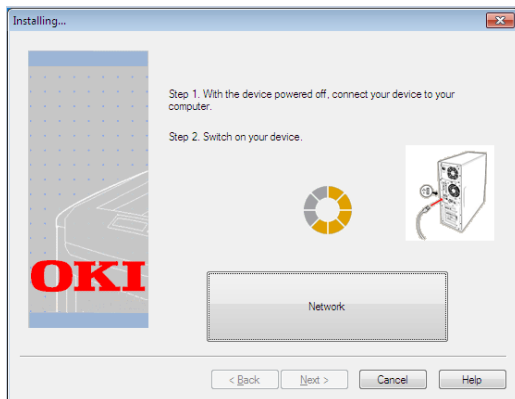 Installing...
Step 1. With the device powered off, connect your device to your
computer.
Step 2. Switch on your device.
OKI
Network
< Back
Next >
Cancel
Help